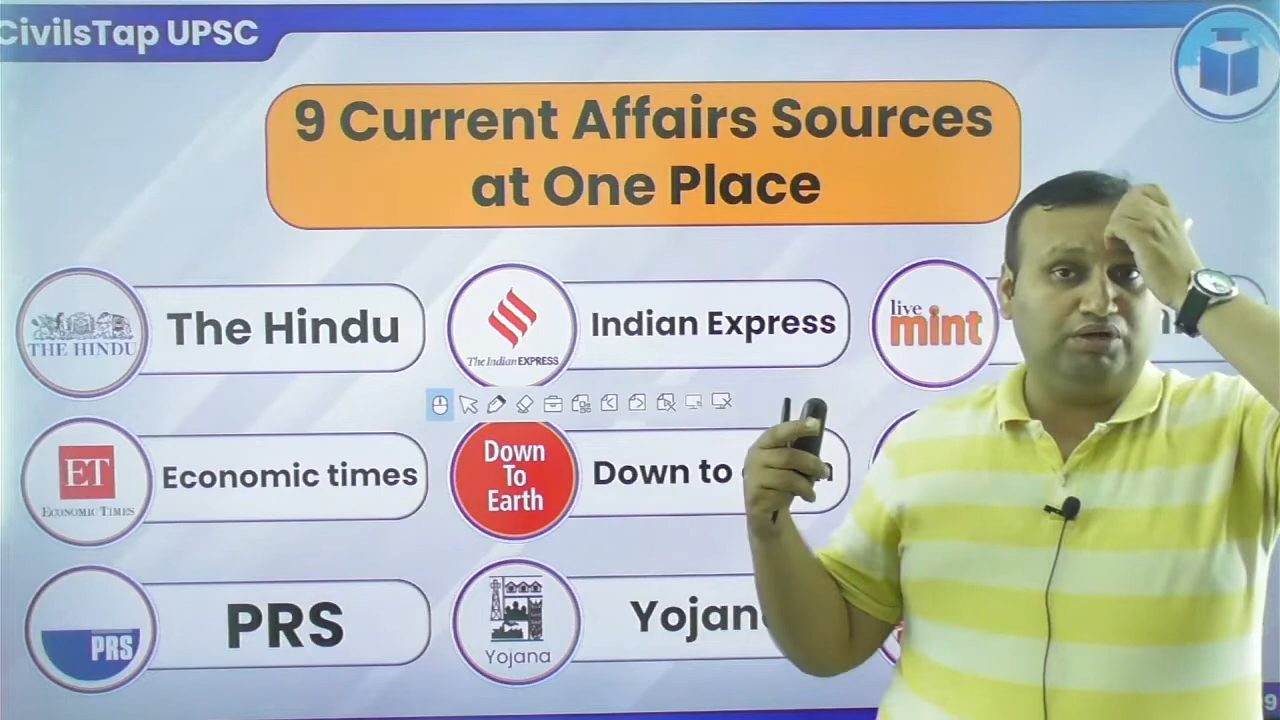 CivilsTap UPSC
9 Current Affairs Sources
at One Place
THE HINDU
The Hindu
The Indian EXPRESS
Indian Express
live
mint
ET
ECONOMIC TIMES
Economic times
Down
To
Earth
Down to
PRS
PRS
Yojana
Yojan
9